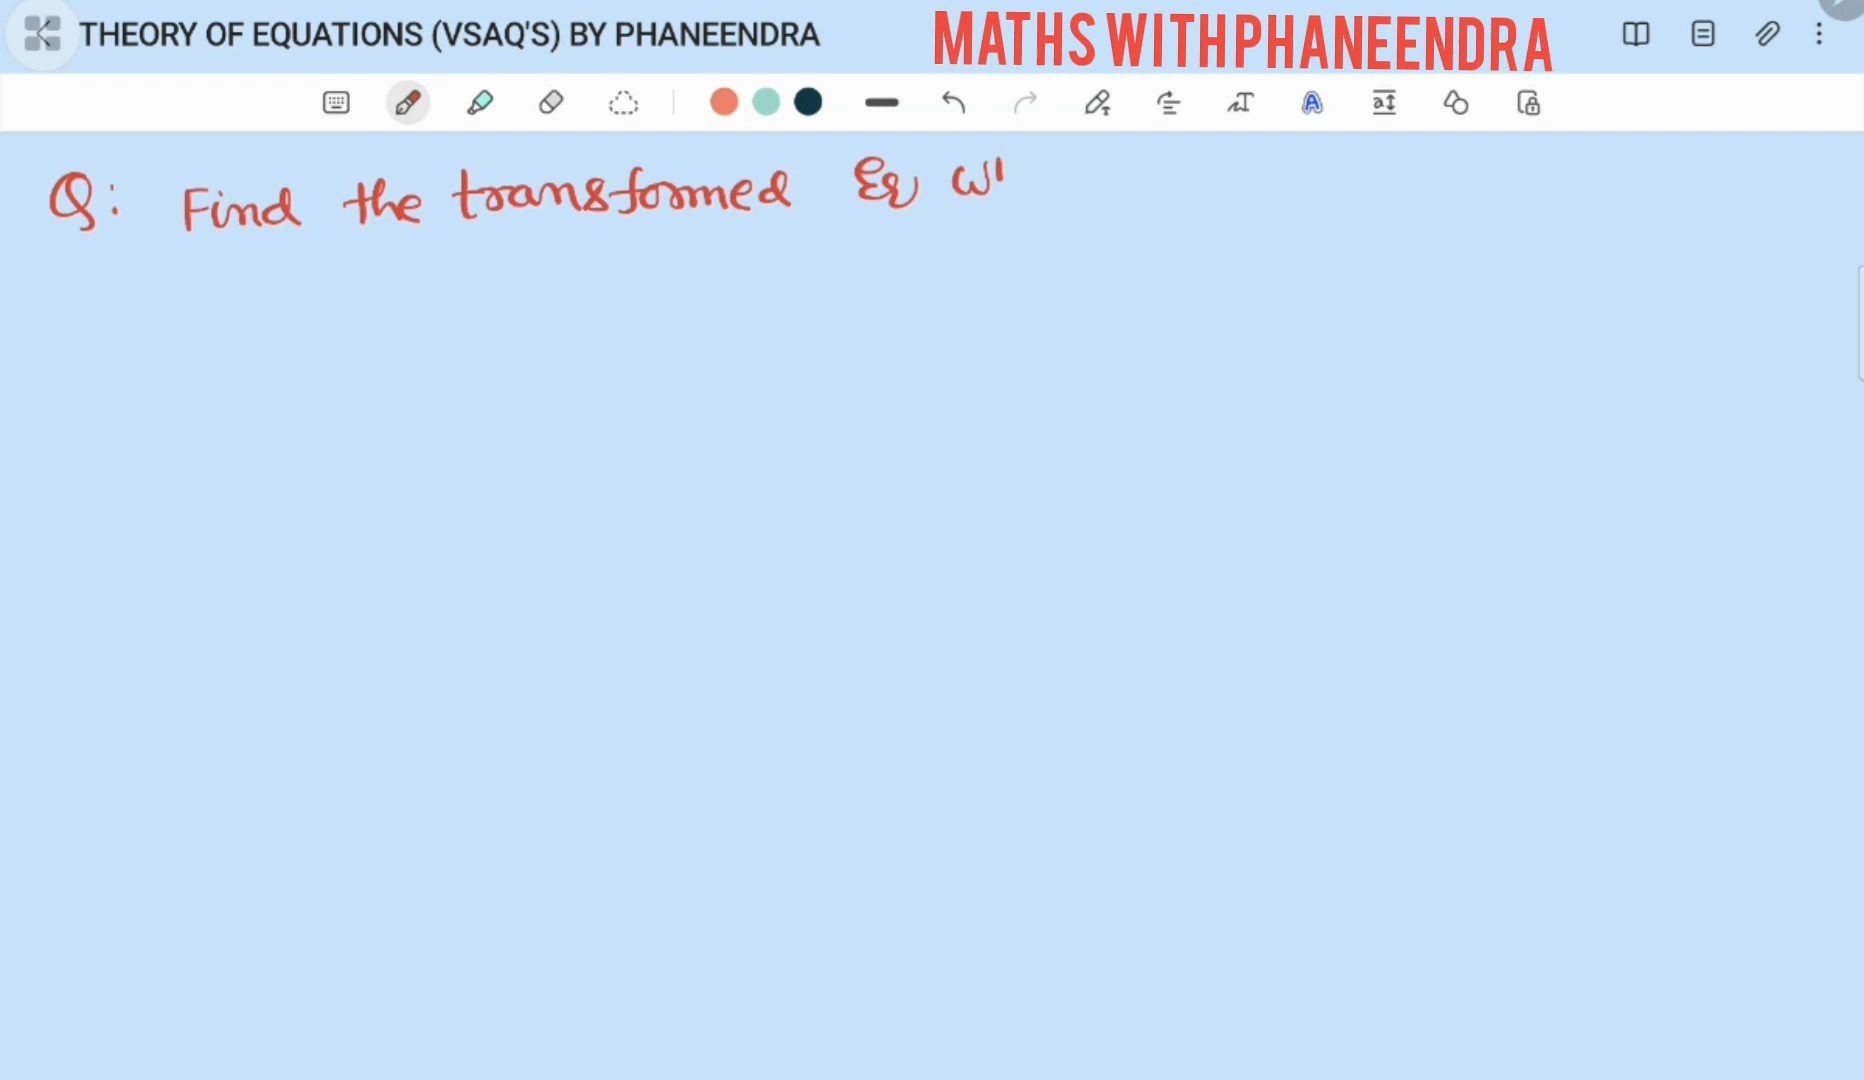 THEORY OF EQUATIONS (VSAQ'S) BY PHANEENDRA
MATHS WITH PHANEENDRA
Q: Find the transformed Eq